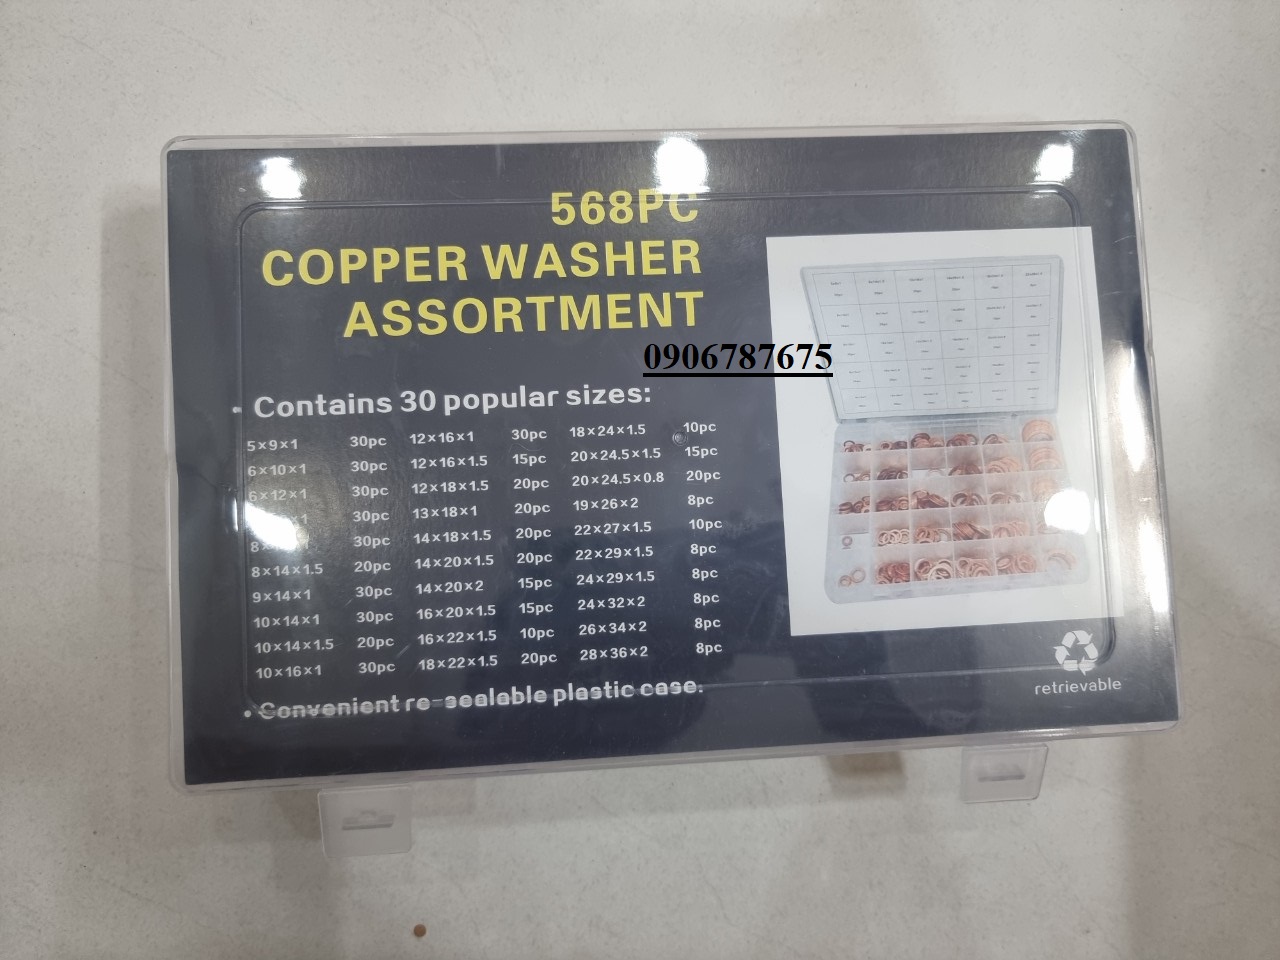 568PC
COPPER WASHER
ASSORTMENT
0906787675
• Contains 30 popular sizes:
5×9×1 30pc 12×16×1 30pc 18×24×1.5 10pc
6×10×1 30pc 12×16×1.5 15pc 20×24.5×1.5 15pc
6×12×1 30pc 12×18×1.5 20pc 20×24.5×0.8 20pc
30pc 13×18×1 20pc 19×26×2 8pc
30pc 14×18×1.5 20pc 22×27×1.5 10pc
8×14×1.5 20pc 14×20×1.5 20pc 22×29×1.5 8pc
9×14×1 30pc 14×20×2 15pc 24×29×1.5 8pc
10×14×1 30pc 16×20×1.5 15pc 24×32×2 8pc
10×14×1.5 20pc 16×22×1.5 10pc 26×34×2 8pc
10×16×1 30pc 18×22×1.5 20pc 28×36×2 8pc
• Convenient re-sealable plastic case.
retrievable